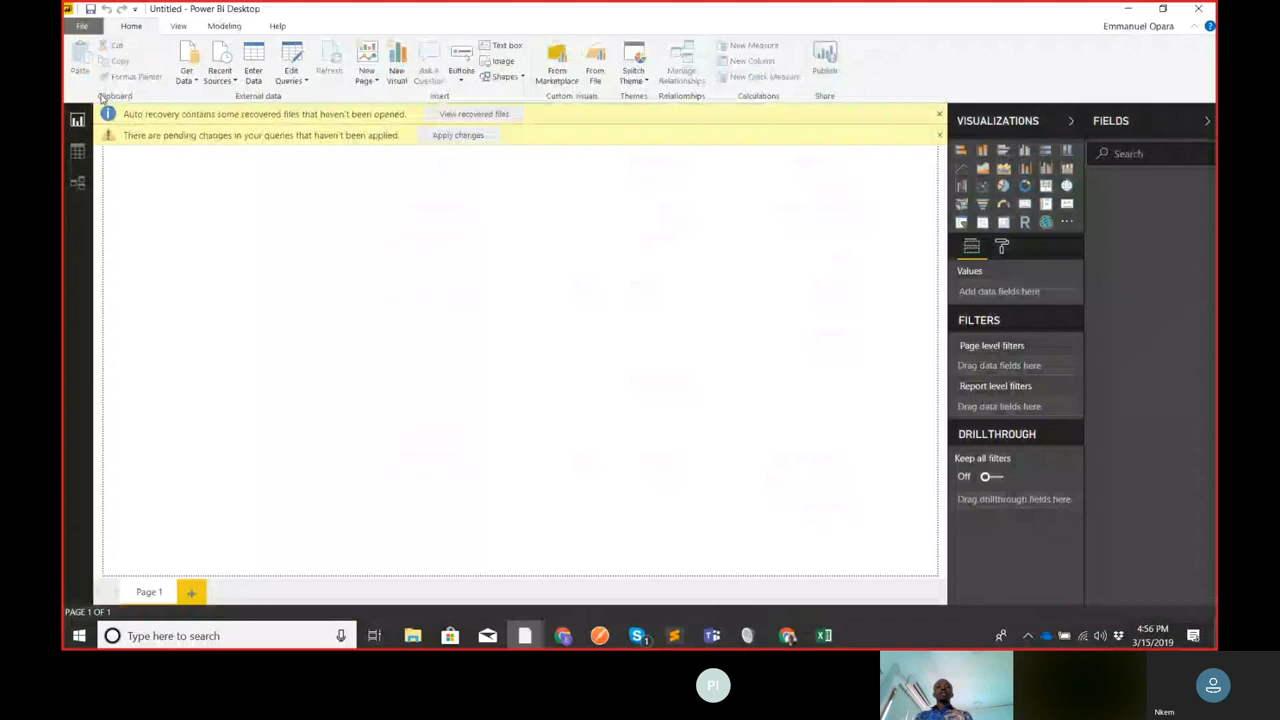 Untitled - Power BI Desktop
File Home View Modeling Help
Emmanuel Opara
Paste
Cut
Copy
Format Painter
Clipboard
Get Data
Recent Sources
Enter Data
Edit Queries
Refresh
External data
New Page
New Visual
Ask A Question
Buttons
Text box
Image
Shapes
Insert
From Marketplace
From File
Custom visuals
Switch Theme
Themes
Manage Relationships
Relationships
New Measure
New Column
New Quick Measure
Calculations
Publish
Share
Auto recovery contains some recovered files that haven't been opened. View recovered files
There are pending changes in your queries that haven't been applied. Apply changes
VISUALIZATIONS
R
Values
Add data fields here
FILTERS
Page level filters
Drag data fields here
Report level filters
Drag data fields here
DRILLTHROUGH
Keep all filters
Off
Drag drillthrough fields here
FIELDS
Search
Page 1
PAGE 1 OF 1
Type here to search
1
4:56 PM
3/15/2019
PI
Nkem